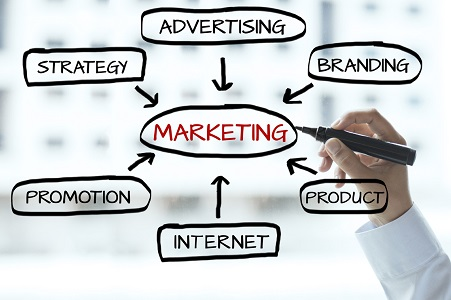 ADVERTISING
STRATEGY
BRANDING
MARKETING
PROMOTION
PRODUCT
INTERNET